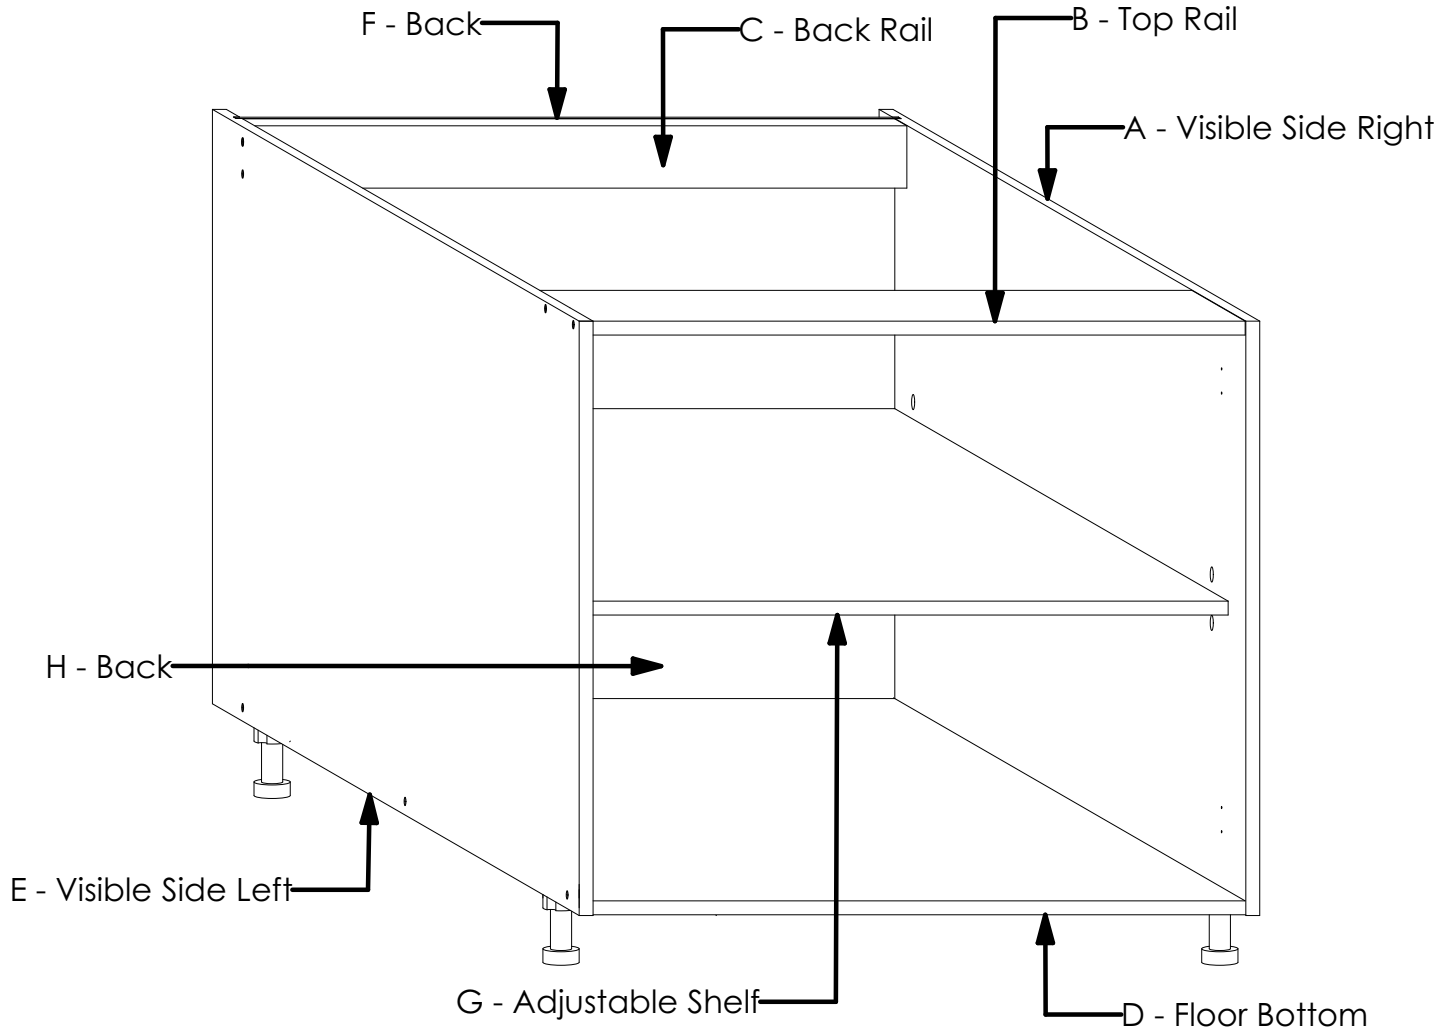 F - Back
C - Back Rail
B - Top Rail
A - Visible Side Right
H - Back
E - Visible Side Left
G - Adjustable Shelf
D - Floor Bottom